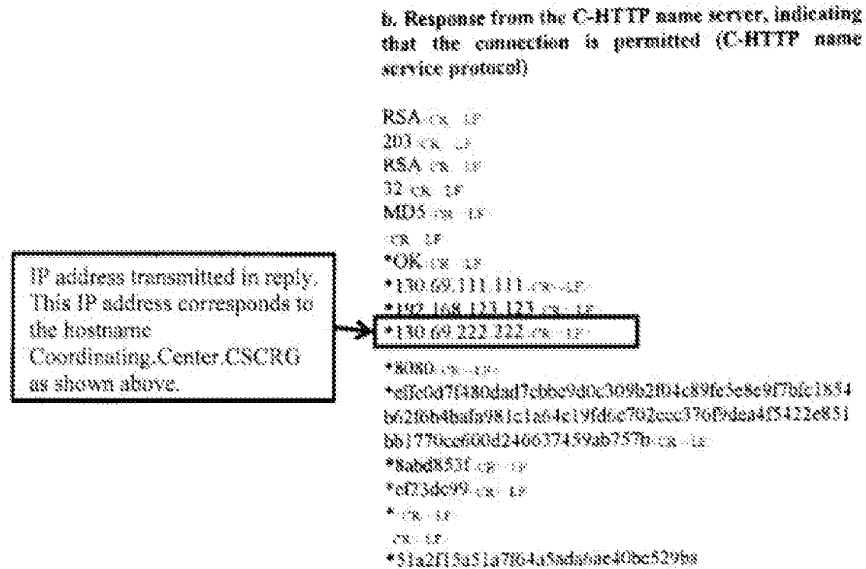 b. Response from the C-HTTP name server, indicating
that the connection is permitted (C-HTTP name
service protocol)
RSA CR LF
203 CR LF
RSA CR LF
32 CR LF
MD5 CR LF
CR LF
*OK CR LF
*130.69.111.111 CR LF
*192.168.123.123 CR LF
*130.69.222.222 CR LF
IP address transmitted in reply.
This IP address corresponds to
the hostname
Coordinating.Center.CSCRG
as shown above.
*8080 CR LF
CR LF
*8abd853f CR LF
*ef23dc99 CR LF
* CR LF
CR LF